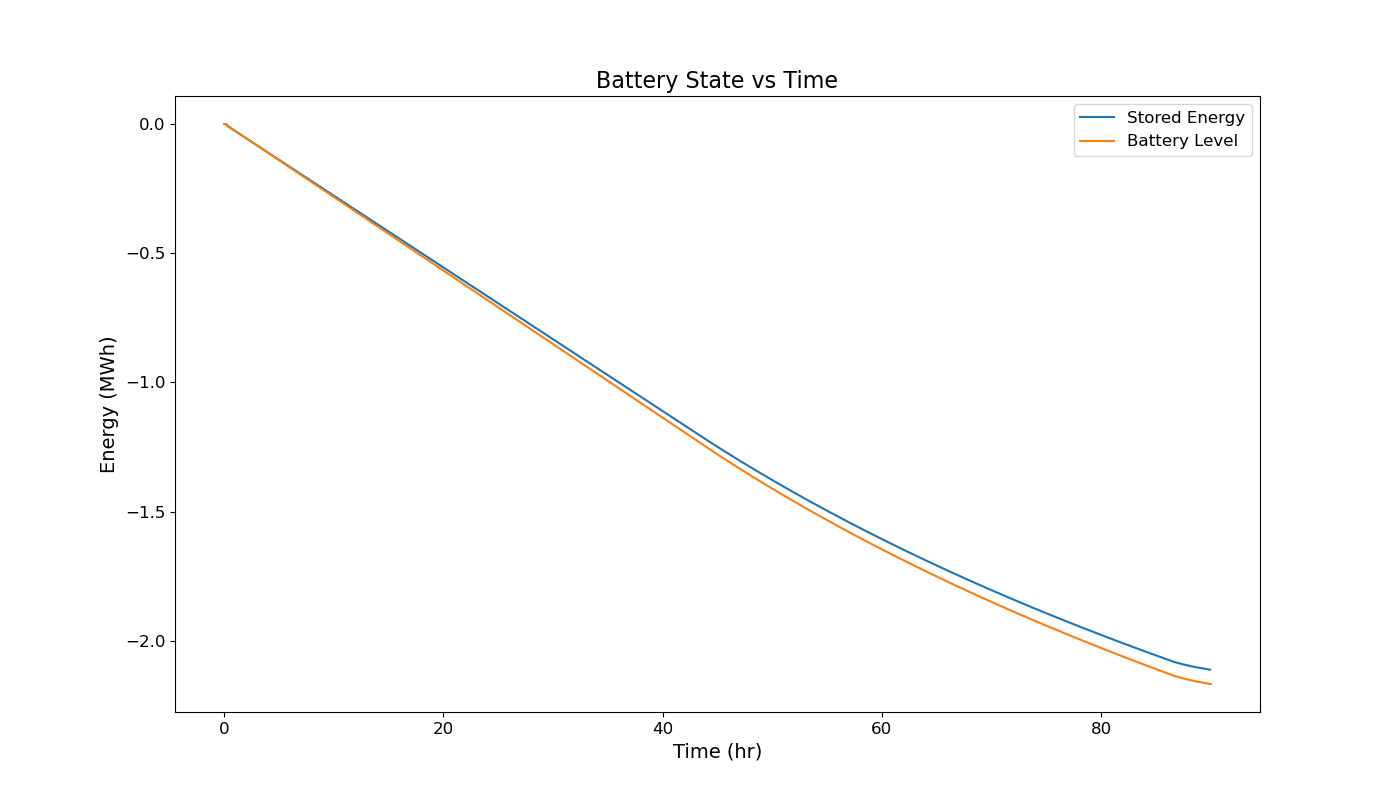 Battery State vs Time
Stored Energy
Battery Level
Energy (MWh)
0.0
−0.5
−1.0
−1.5
−2.0
0 20 40 60 80
Time (hr)